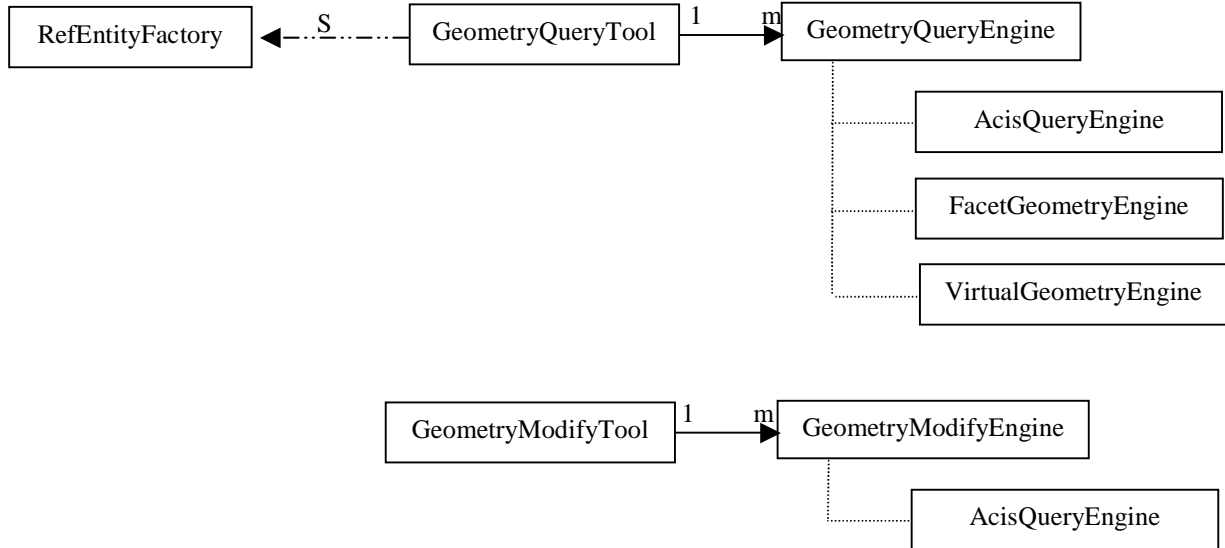 RefEntityFactory
S
GeometryQueryTool
1
m
GeometryQueryEngine
AcisQueryEngine
FacetGeometryEngine
VirtualGeometryEngine
GeometryModifyTool
1
m
GeometryModifyEngine
AcisQueryEngine